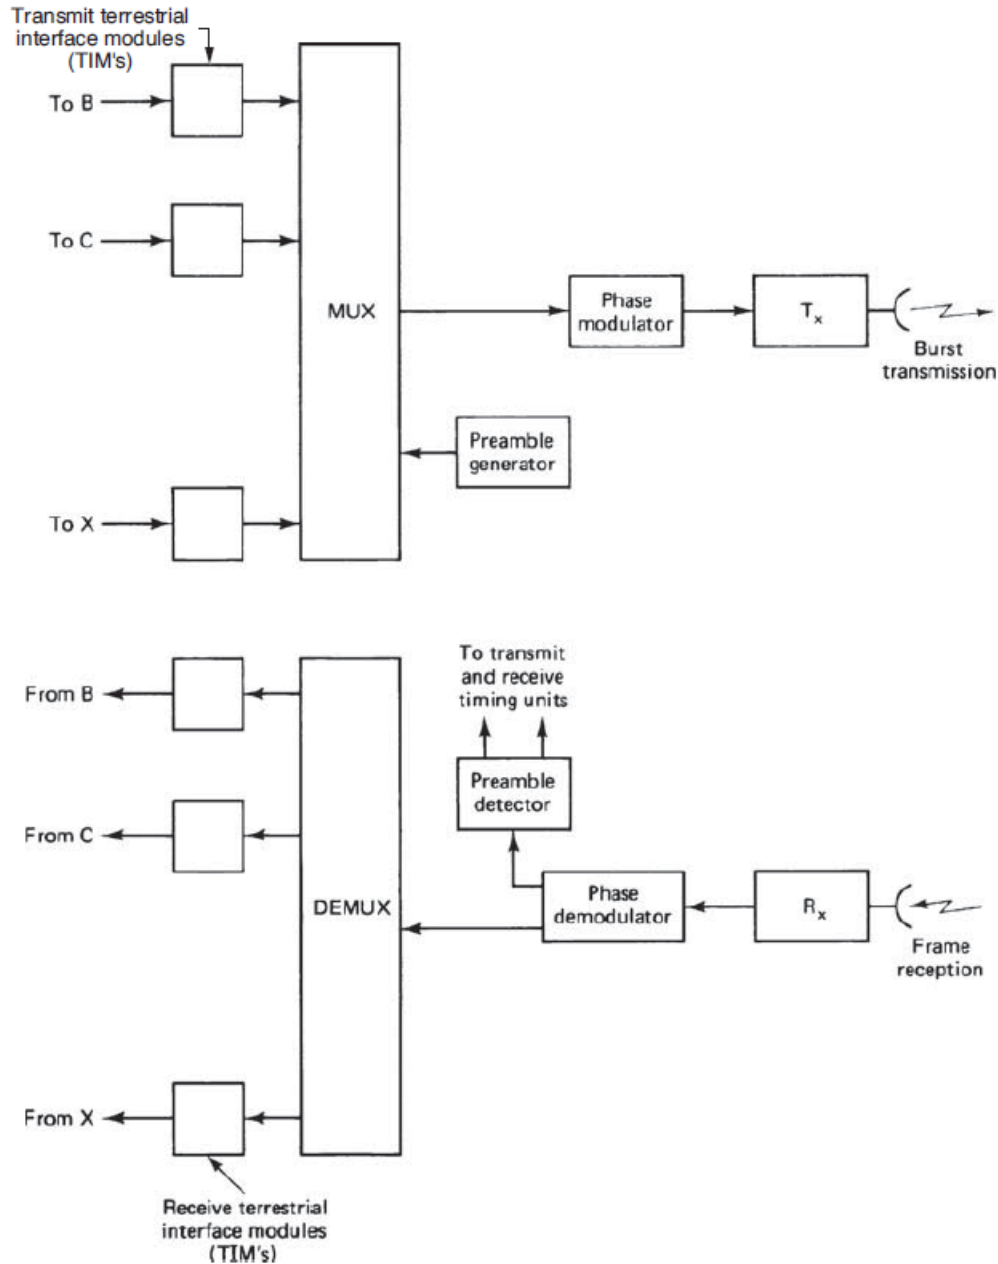 Transmit terrestrial
interface modules
(TIM's)
To B
To C
MUX
Phase
modulator
Tx
Burst
transmission
Preamble
generator
To X
To transmit
and receive
timing units
From B
Preamble
detector
From C
DEMUX
Phase
demodulator
Rx
Frame
reception
From X
Receive terrestrial
interface modules
(TIM's)